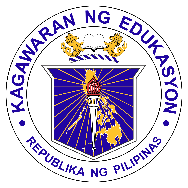 KAGAWARAN NG EDUKASYON
REPUBLIKA NG PILIPINAS